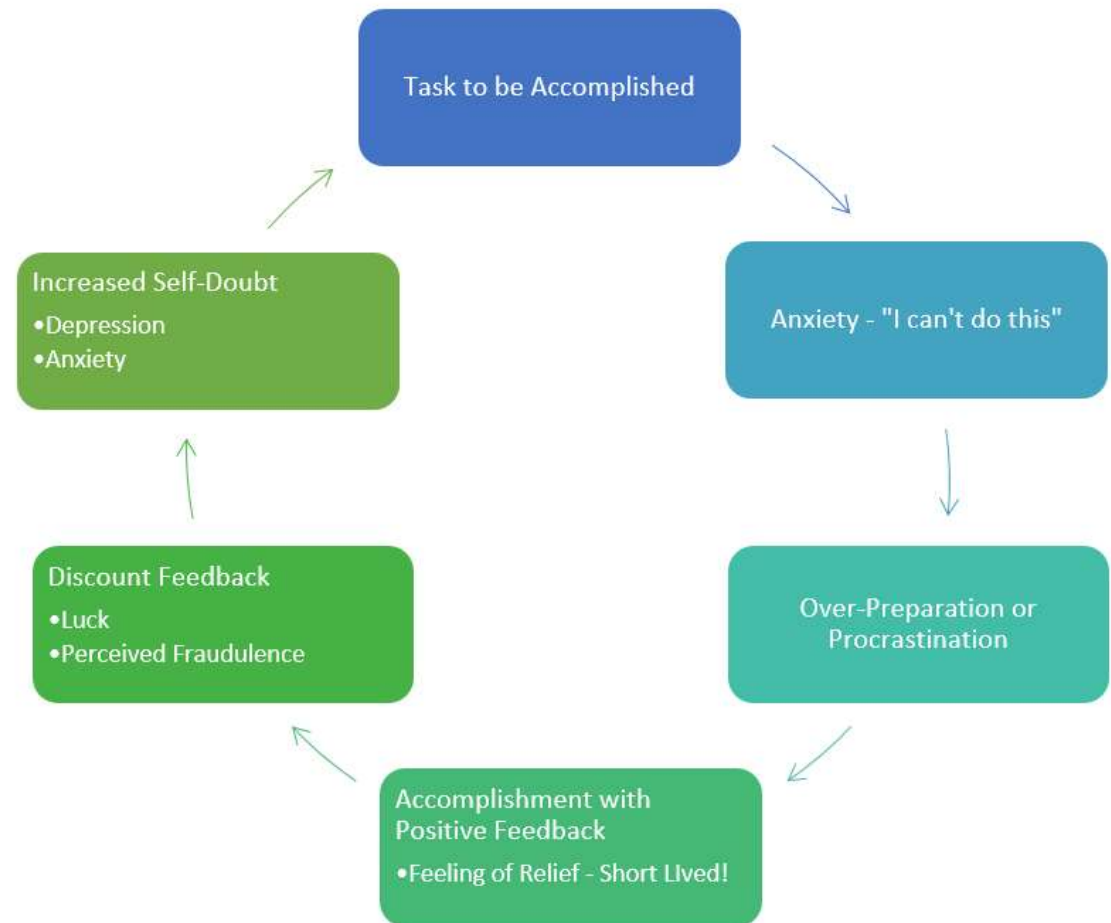 Task to be Accomplished
Anxiety - "I can't do this"
Over-Preparation or
Procrastination
Accomplishment with
Positive Feedback
•Feeling of Relief - Short LIved!
Discount Feedback
•Luck
•Perceived Fraudulence
Increased Self-Doubt
•Depression
•Anxiety